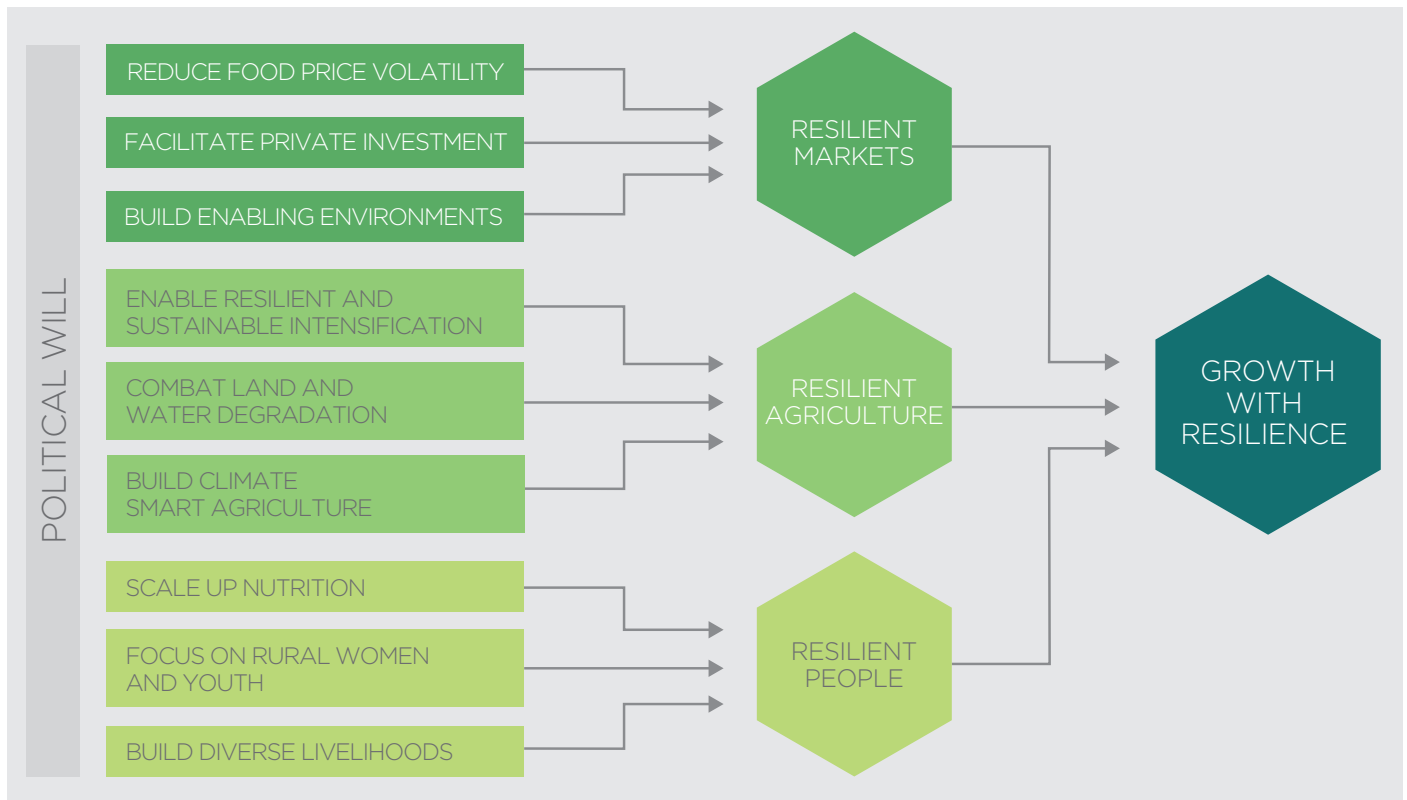 POLITICAL WILL
REDUCE FOOD PRICE VOLATILITY
FACILITATE PRIVATE INVESTMENT
BUILD ENABLING ENVIRONMENTS
ENABLE RESILIENT AND
SUSTAINABLE INTENSIFICATION
COMBAT LAND AND
WATER DEGRADATION
BUILD CLIMATE
SMART AGRICULTURE
SCALE UP NUTRITION
FOCUS ON RURAL WOMEN
AND YOUTH
BUILD DIVERSE LIVELIHOODS
RESILIENT
MARKETS
RESILIENT
AGRICULTURE
RESILIENT
PEOPLE
GROWTH
WITH
RESILIENCE